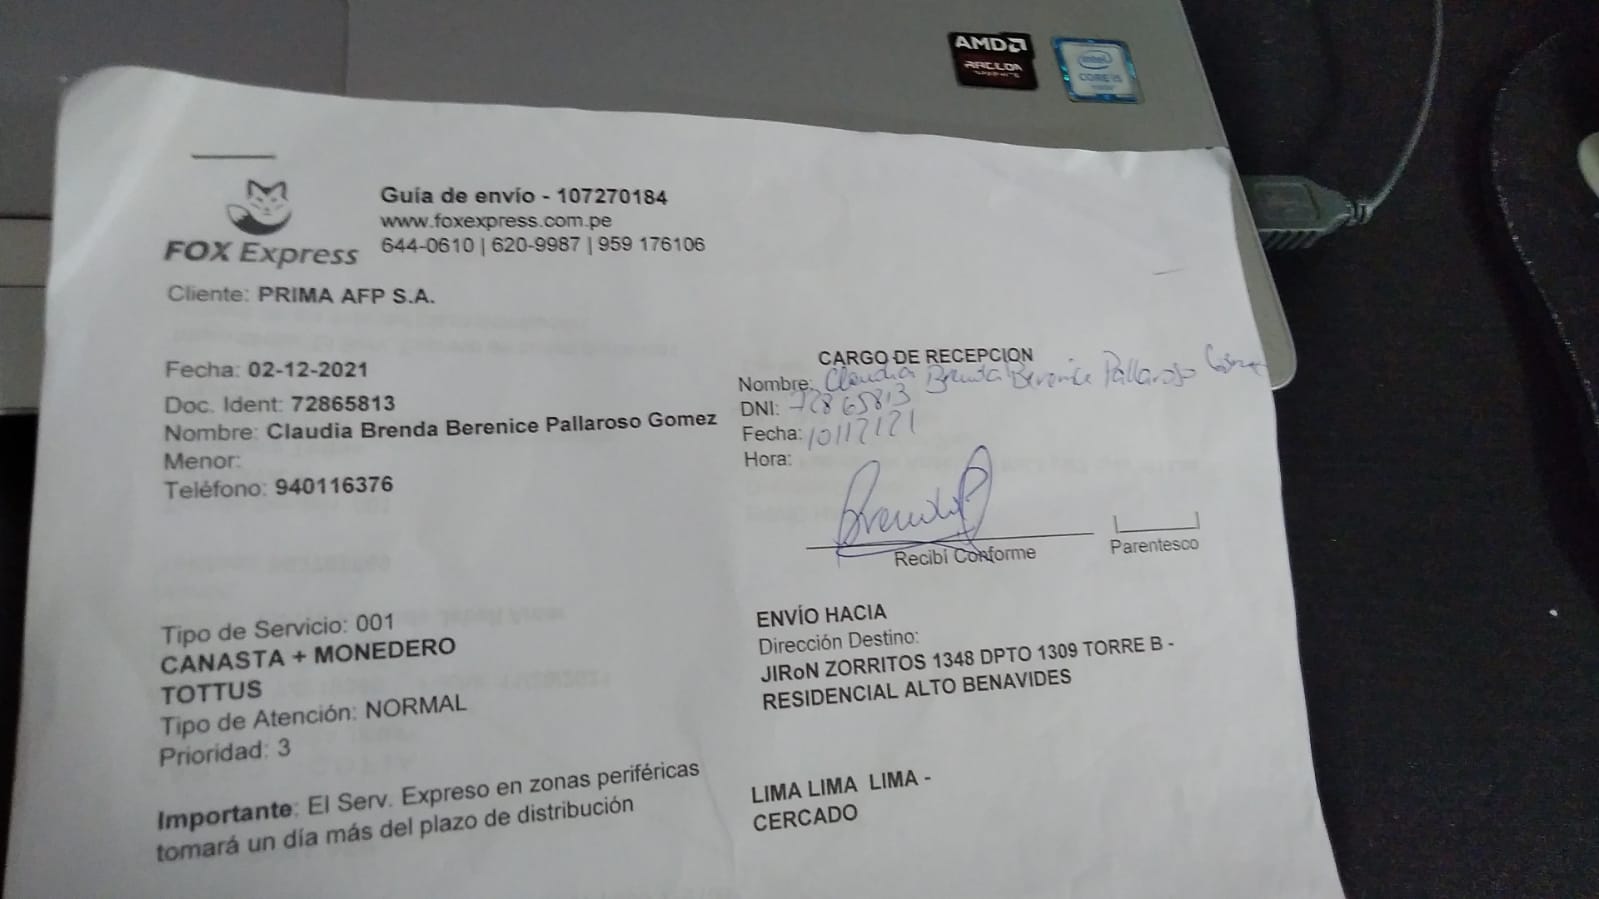 AMD
RADEON
GRAPHICS
intel
CORE i5
Guía de envío - 107270184
www.foxexpress.com.pe
644-0610 | 620-9987 | 959 176106
FOX Express
Cliente: PRIMA AFP S.A.
Fecha: 02-12-2021
Doc. Ident: 72865813
Nombre: Claudia Brenda Berenice Pallaroso Gomez
Menor:
Teléfono: 940116376
CARGO DE RECEPCION
Nombre: Claudia Brenda Berenice Pallaroso Gomez
DNI: 72865813
Fecha: 10/12/21
Hora:
Recibí Conforme
Parentesco
Tipo de Servicio: 001
CANASTA + MONEDERO
TOTTUS
Tipo de Atención: NORMAL
Prioridad: 3
Importante: El Serv. Expreso en zonas periféricas
tomará un día más del plazo de distribución
ENVÍO HACIA
Dirección Destino:
JIRoN ZORRITOS 1348 DPTO 1309 TORRE B -
RESIDENCIAL ALTO BENAVIDES
LIMA LIMA LIMA -
CERCADO